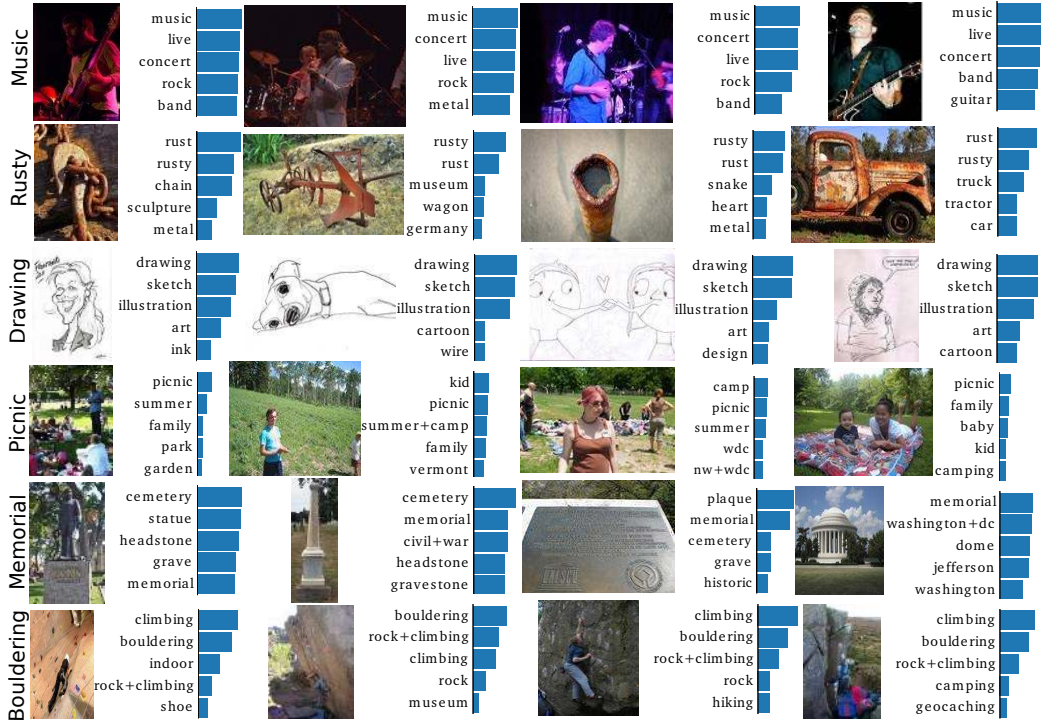 Music
music
live
concert
rock
band
music
concert
live
rock
metal
music
concert
live
rock
band
music
live
concert
band
guitar
Rusty
rust
rusty
chain
sculpture
metal
rusty
rust
museum
wagon
germany
rusty
rust
snake
heart
metal
rust
rusty
truck
tractor
car
Drawing
drawing
sketch
illustration
art
ink
drawing
sketch
illustration
cartoon
wire
drawing
sketch
illustration
art
design
drawing
sketch
illustration
art
cartoon
Picnic
picnic
summer
family
park
garden
kid
picnic
summer+camp
family
vermont
camp
picnic
summer
wdc
nw+wdc
picnic
family
baby
kid
camping
Memorial
cemetery
statue
headstone
grave
memorial
cemetery
memorial
civil+war
headstone
gravestone
UNESCO
plaque
memorial
cemetery
grave
historic
memorial
washington+dc
dome
jefferson
washington
Bouldering
climbing
bouldering
indoor
rock+climbing
shoe
bouldering
rock+climbing
climbing
rock
museum
climbing
bouldering
rock+climbing
rock
hiking
climbing
bouldering
rock+climbing
camping
geocaching